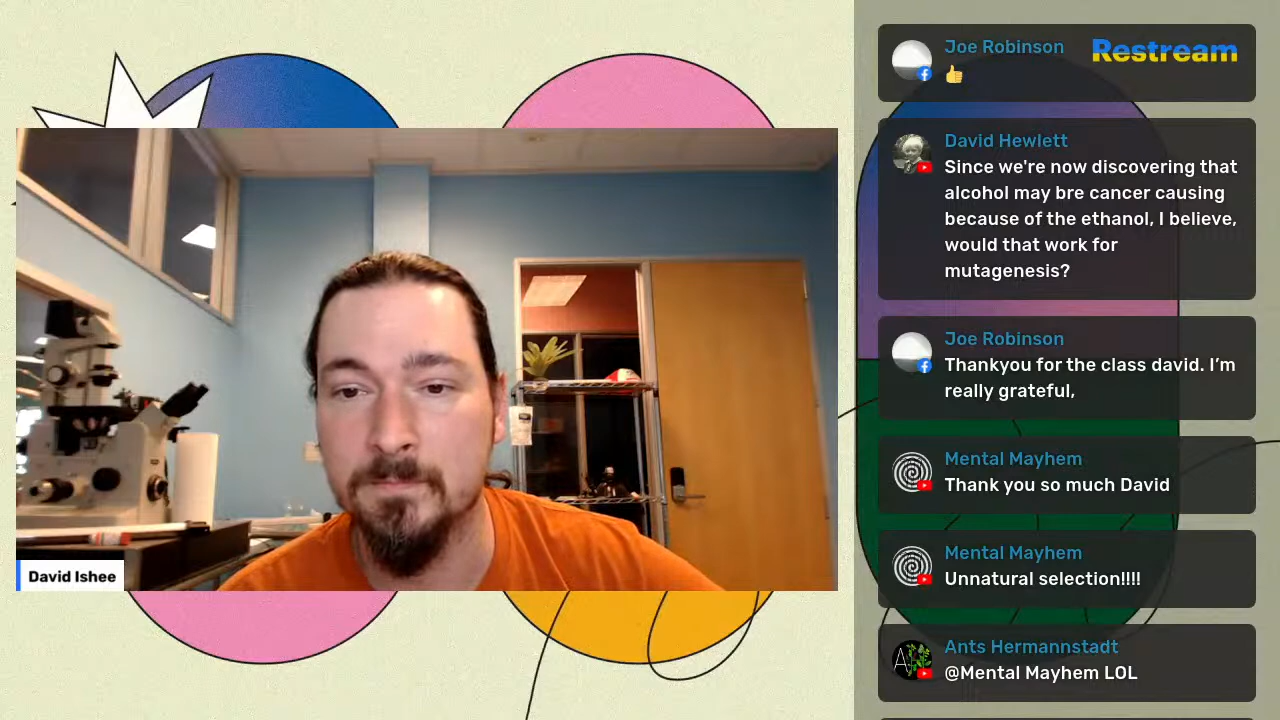 David Ishee
Joe Robinson
Restream
👍
David Hewlett
Since we're now discovering that
alcohol may bre cancer causing
because of the ethanol, I believe,
would that work for
mutagenesis?
Joe Robinson
Thankyou for the class david. I’m
really grateful,
Mental Mayhem
Thank you so much David
Mental Mayhem
Unnatural selection!!!!
Ants Hermannstadt
@Mental Mayhem LOL